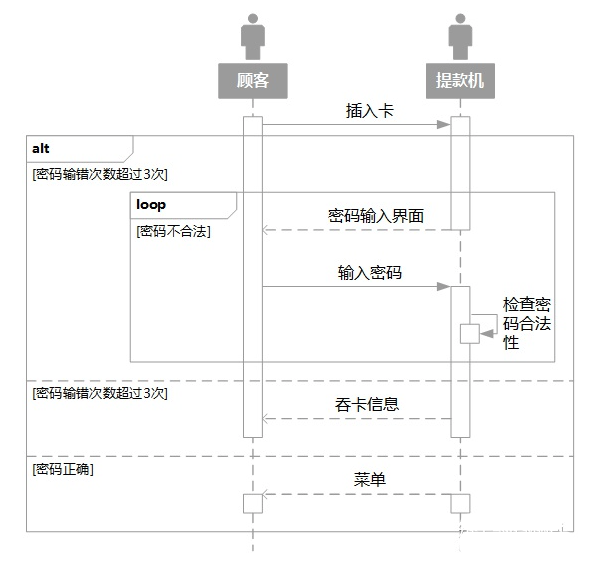 顾客
提款机
插入卡
alt
[密码输错次数超过3次]
loop
[密码不合法]
密码输入界面
输入密码
检查密
码合法
性
[密码输错次数超过3次]
吞卡信息
[密码正确]
菜单